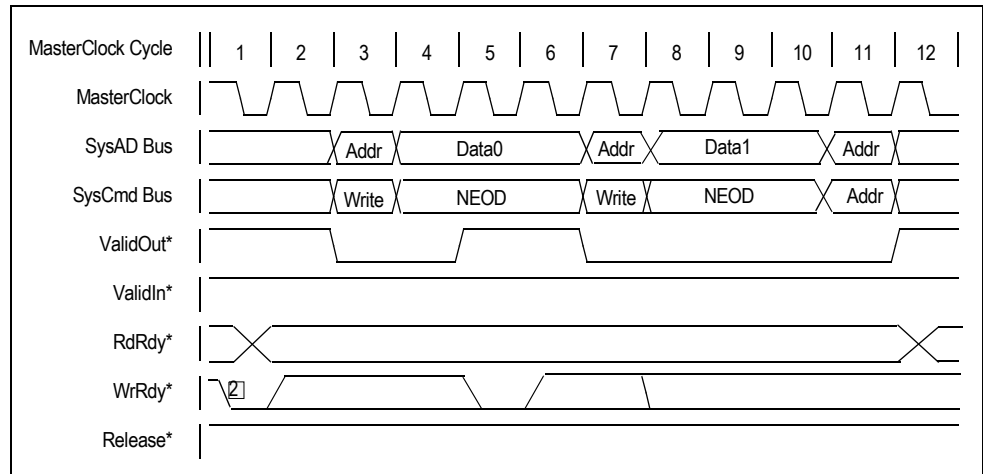 MasterClock Cycle 1 2 3 4 5 6 7 8 9 10 11 12
MasterClock
SysAD Bus Addr Data0 Addr Data1 Addr
SysCmd Bus Write NEOD Write NEOD Addr
ValidOut*
ValidIn*
RdRdy*
WrRdy* 2
Release*